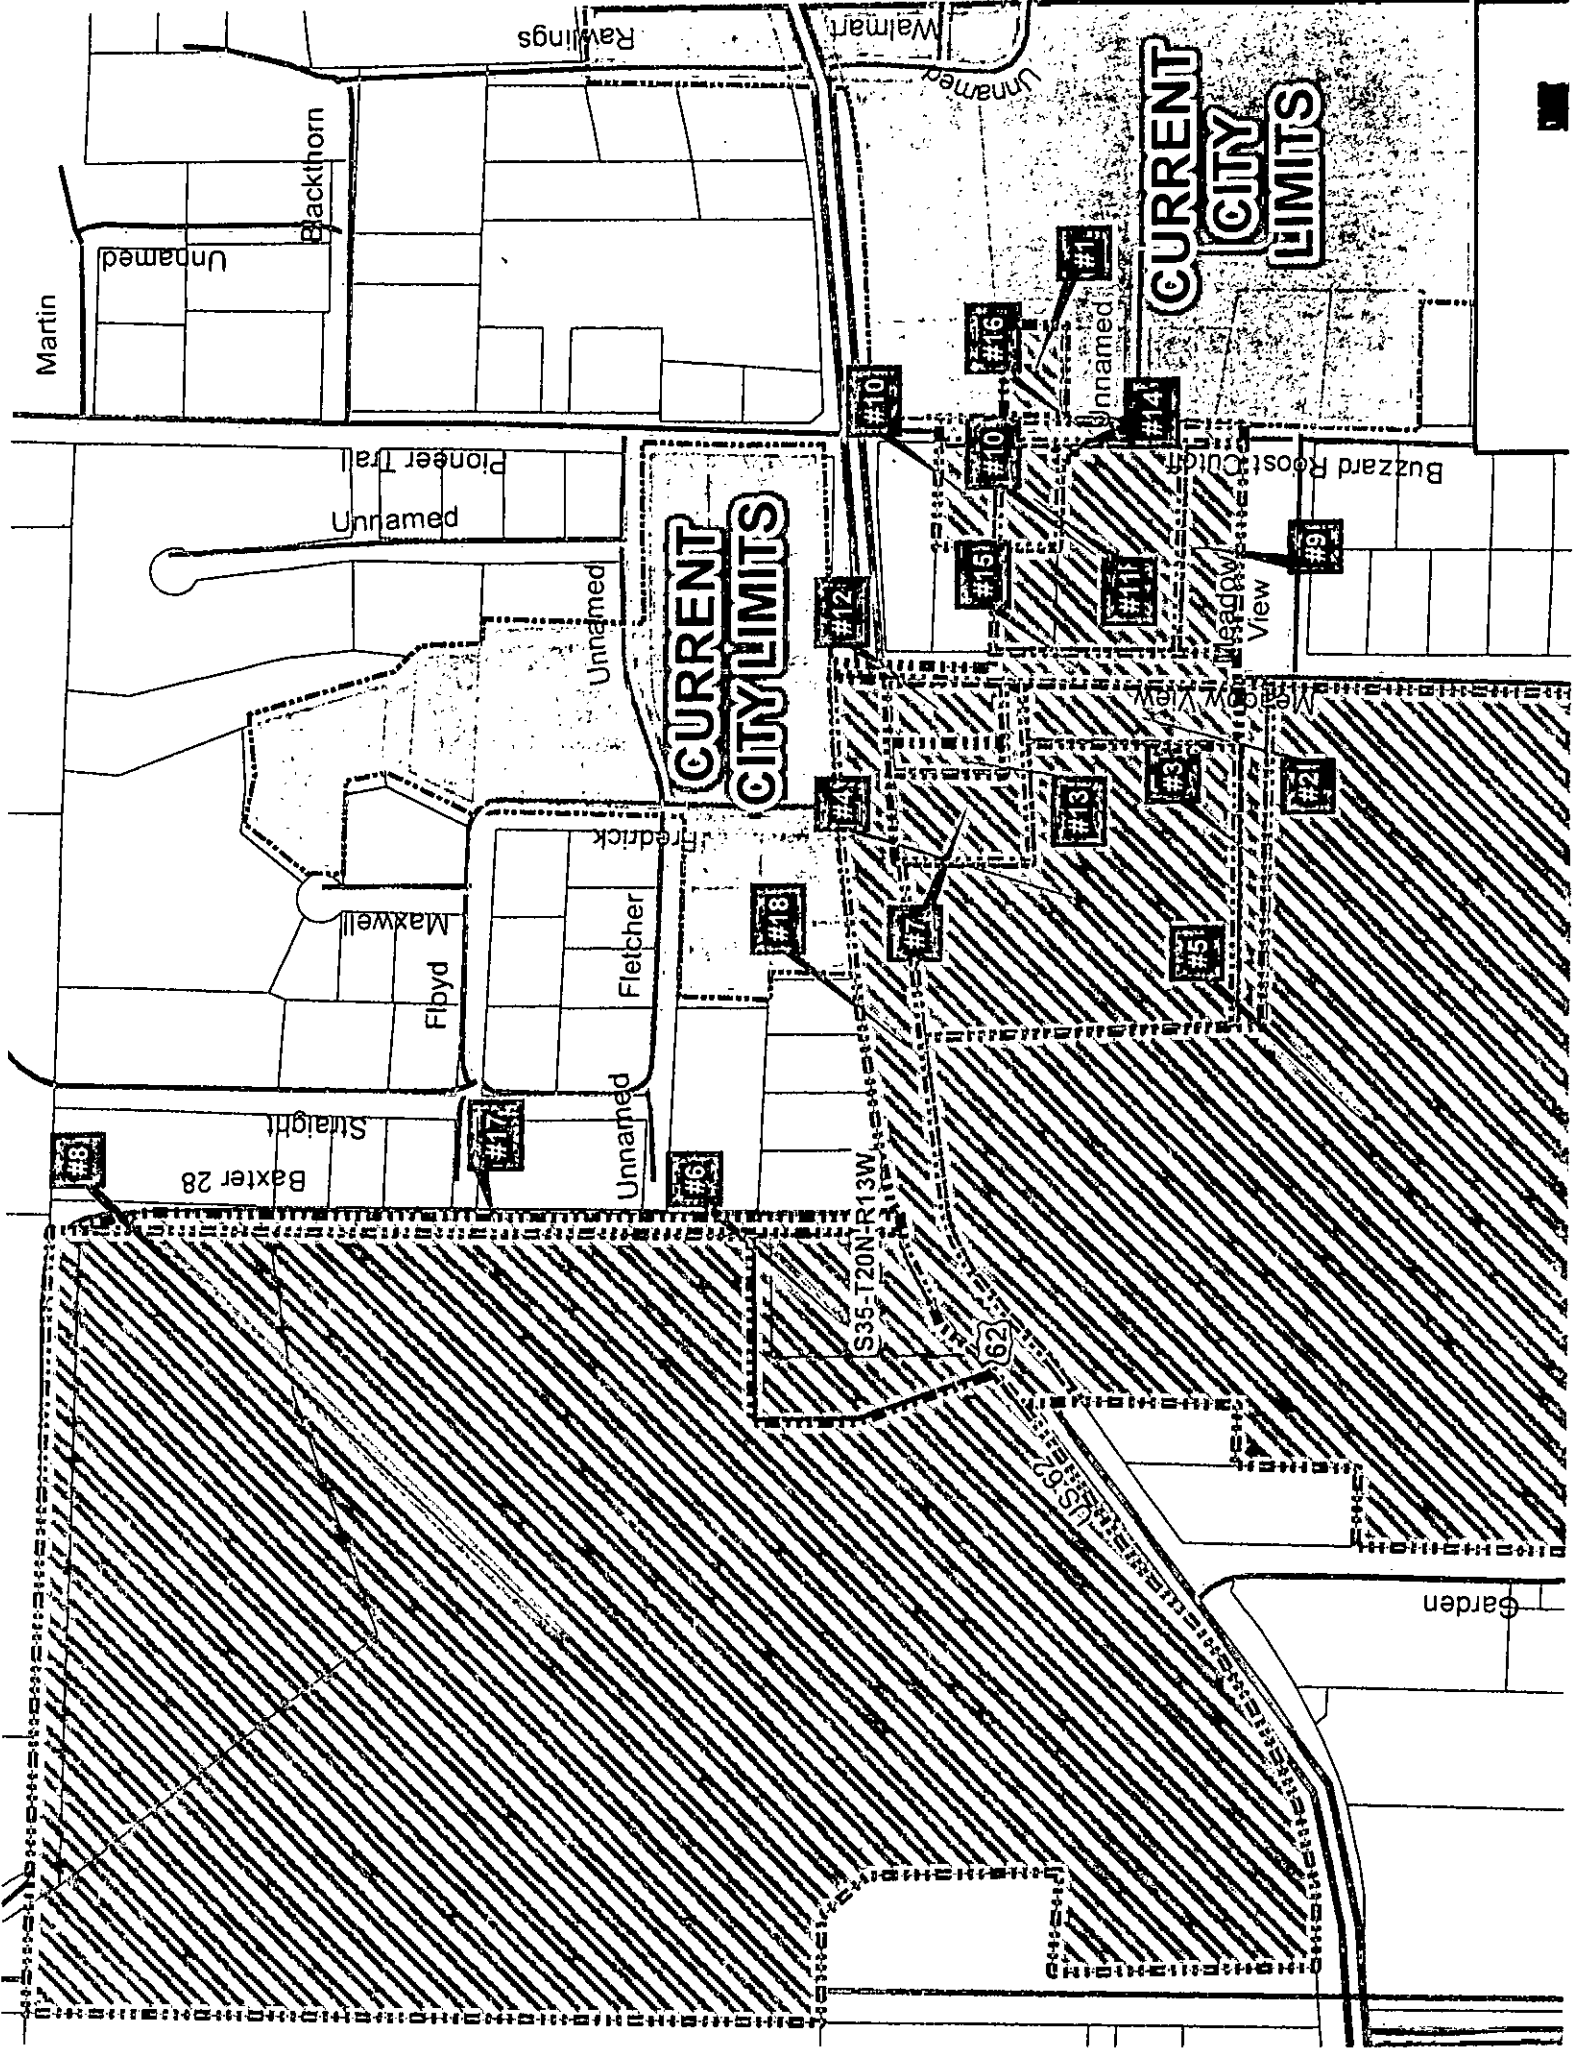 Rawlings
Walmart
Unnamed
CURRENT
CITY
LIMITS
Blackthorn
Unnamed
Martin
#1
#16
Unnamed
#10
#14
#10
Buzzard Roost Cutoff
Pioneer Trail
Unnamed
CURRENT
CITY LIMITS
Unnamed
#12
#15
#11
#9
Meadow
View
Meadow View
#4
#13
#3
#2
Fredrick
Maxwell
Floyd
Fletcher
#18
#7
#5
Straight
Baxter 28
#8
#17
Unnamed
#6
S35-T20N-R13W
62
US 62
Garden